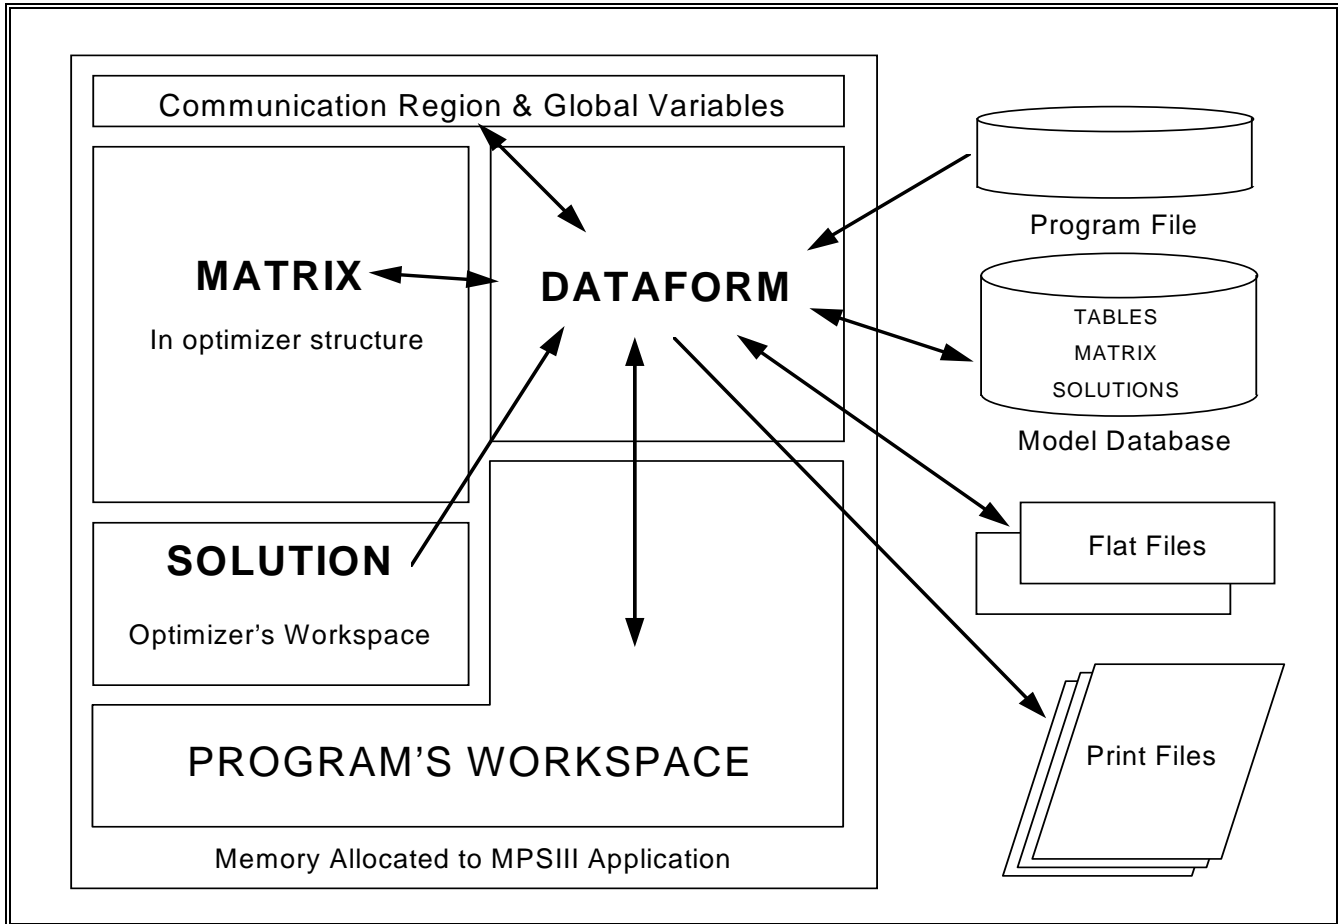 Communication Region & Global Variables
MATRIX
In optimizer structure
DATAFORM
SOLUTION
Optimizer's Workspace
PROGRAM'S WORKSPACE
Memory Allocated to MPSIII Application
Program File
TABLES
MATRIX
SOLUTIONS
Model Database
Flat Files
Print Files